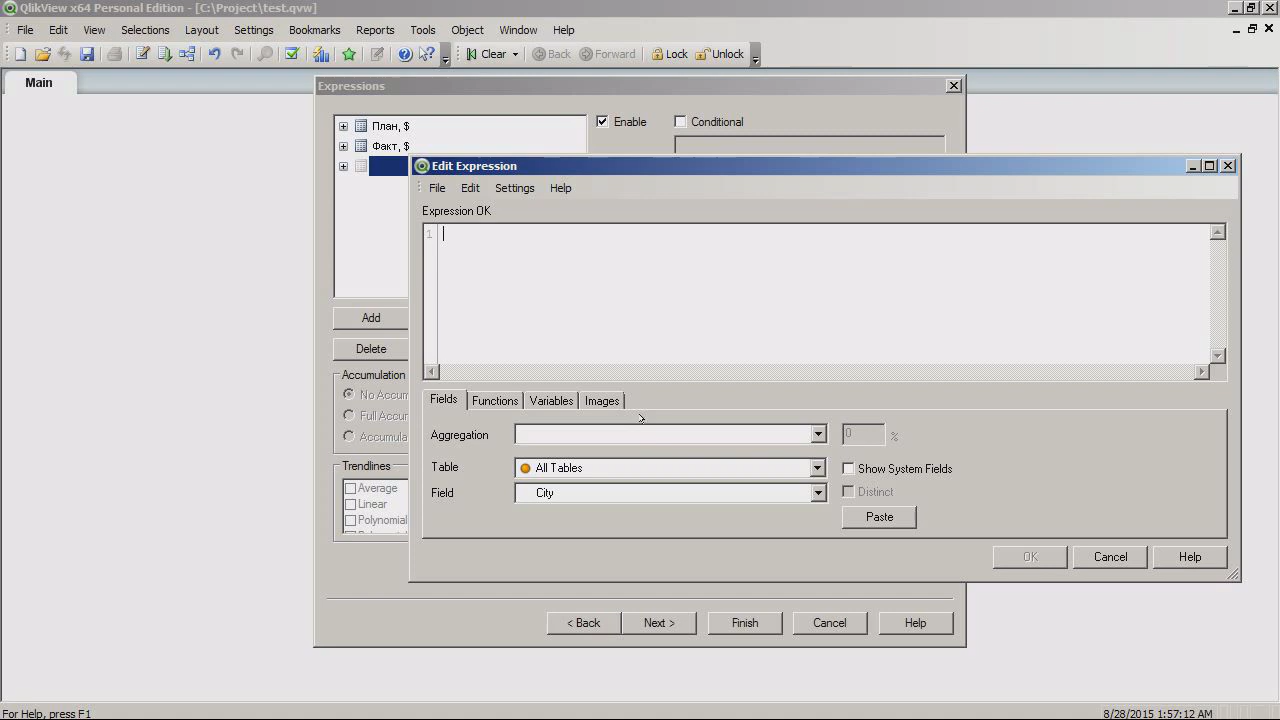 QlikView x64 Personal Edition - [C:\Project\test.qvw]
File Edit View Selections Layout Settings Bookmarks Reports Tools Object Window Help
Clear Back Forward Lock Unlock
Main
Expressions
План, $
Факт, $
Enable
Conditional
Add
Delete
Accumulation
No Accum
Full Accur
Accumula
Trendlines
Average
Linear
Polynomial
Edit Expression
File Edit Settings Help
Expression OK
1
Fields Functions Variables Images
Aggregation
0 %
Table
All Tables
Show System Fields
Field
City
Distinct
Paste
OK Cancel Help
< Back Next > Finish Cancel Help
For Help, press F1
8/28/2015 1:57:12 AM